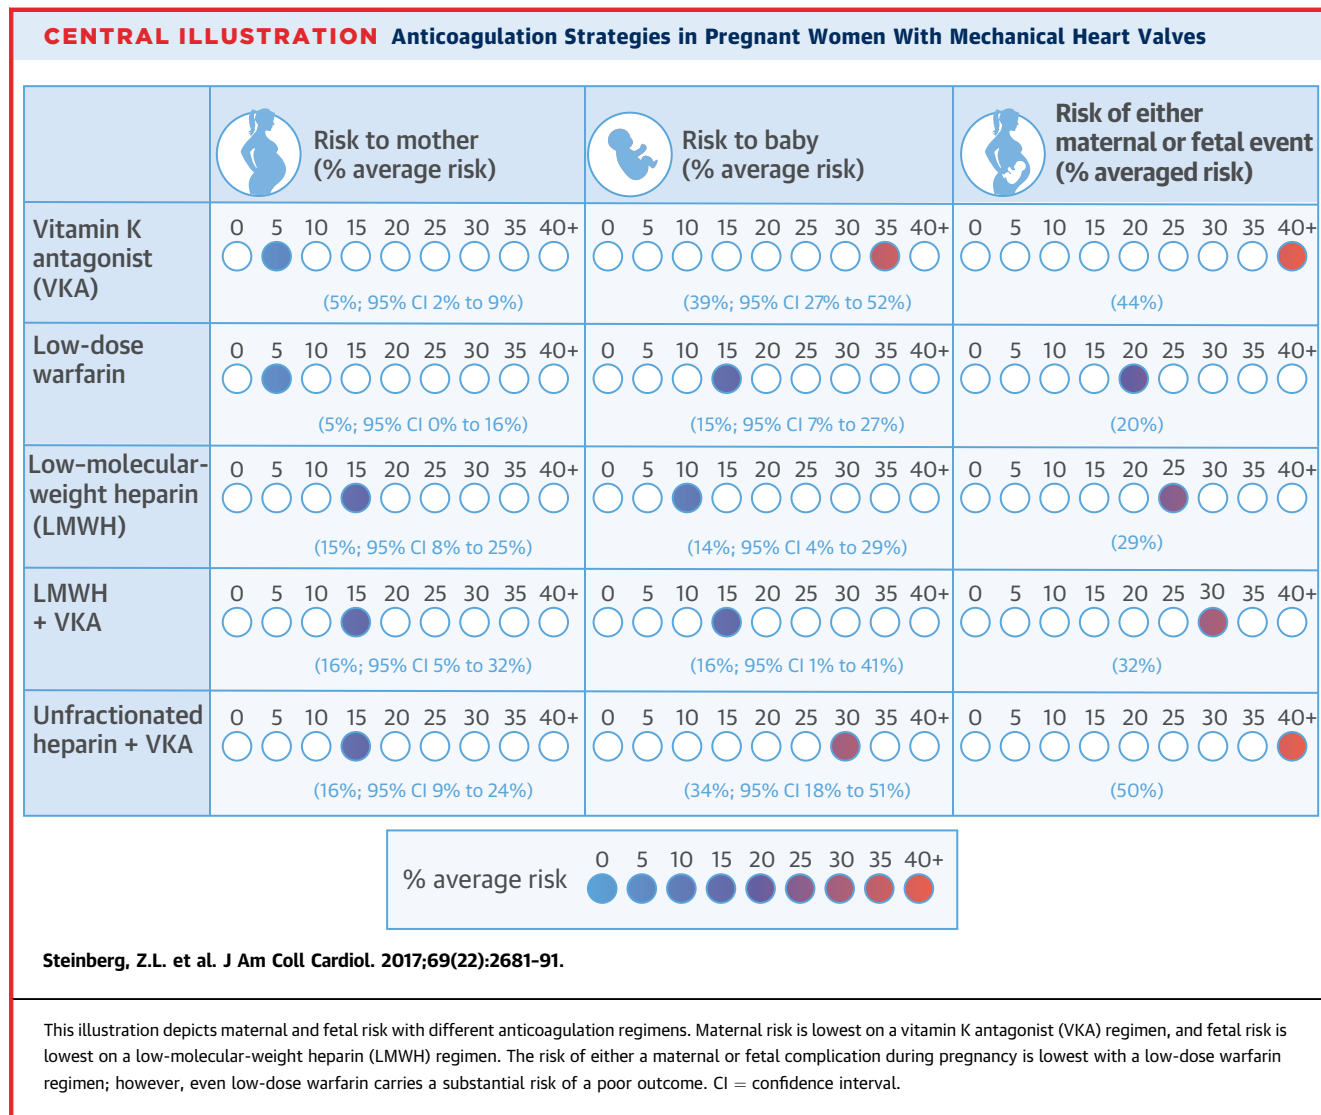 CENTRAL ILLUSTRATION Anticoagulation Strategies in Pregnant Women With Mechanical Heart Valves
Risk to mother
(% average risk)
Risk to baby
(% average risk)
Risk of either
maternal or fetal event
(% averaged risk)
Vitamin K
antagonist
(VKA)
0 5 10 15 20 25 30 35 40+
(5%; 95% CI 2% to 9%)
0 5 10 15 20 25 30 35 40+
(39%; 95% CI 27% to 52%)
0 5 10 15 20 25 30 35 40+
(44%)
Low-dose
warfarin
0 5 10 15 20 25 30 35 40+
(5%; 95% CI 0% to 16%)
0 5 10 15 20 25 30 35 40+
(15%; 95% CI 7% to 27%)
0 5 10 15 20 25 30 35 40+
(20%)
Low-molecular-
weight heparin
(LMWH)
0 5 10 15 20 25 30 35 40+
(15%; 95% CI 8% to 25%)
0 5 10 15 20 25 30 35 40+
(14%; 95% CI 4% to 29%)
0 5 10 15 20 25 30 35 40+
(29%)
LMWH
+ VKA
0 5 10 15 20 25 30 35 40+
(16%; 95% CI 5% to 32%)
0 5 10 15 20 25 30 35 40+
(16%; 95% CI 1% to 41%)
0 5 10 15 20 25 30 35 40+
(32%)
Unfractionated
heparin + VKA
0 5 10 15 20 25 30 35 40+
(16%; 95% CI 9% to 24%)
0 5 10 15 20 25 30 35 40+
(34%; 95% CI 18% to 51%)
0 5 10 15 20 25 30 35 40+
(50%)
% average risk
0 5 10 15 20 25 30 35 40+
Steinberg, Z.L. et al. J Am Coll Cardiol. 2017;69(22):2681–91.
This illustration depicts maternal and fetal risk with different anticoagulation regimens. Maternal risk is lowest on a vitamin K antagonist (VKA) regimen, and fetal risk is
lowest on a low-molecular-weight heparin (LMWH) regimen. The risk of either a maternal or fetal complication during pregnancy is lowest with a low-dose warfarin
regimen; however, even low-dose warfarin carries a substantial risk of a poor outcome. CI = confidence interval.